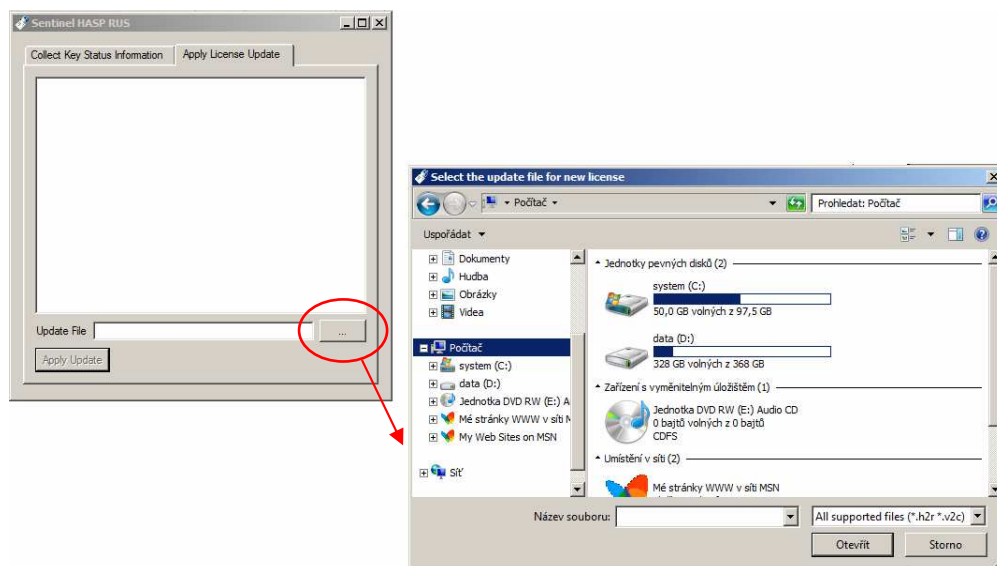 Sentinel HASP RUS
Collect Key Status Information
Apply License Update
Update File
...
Apply Update
Select the update file for new license
Počítač
Prohledat: Počítač
Uspořádat
Dokumenty
Hudba
Obrázky
Videa
Počítač
system (C:)
data (D:)
Jednotka DVD RW (E:) A
Mé stránky WWW v síti M
My Web Sites on MSN
Síť
Jednotky pevných disků (2)
system (C:)
50,0 GB volných z 97,5 GB
data (D:)
328 GB volných z 368 GB
Zařízení s vyměnitelným úložištěm (1)
Jednotka DVD RW (E:) Audio CD
0 bajtů volných z 0 bajtů
CDFS
Umístění v síti (2)
Mé stránky WWW v síti MSN
Název souboru:
All supported files (*.h2r *.v2c)
Otevřít
Storno